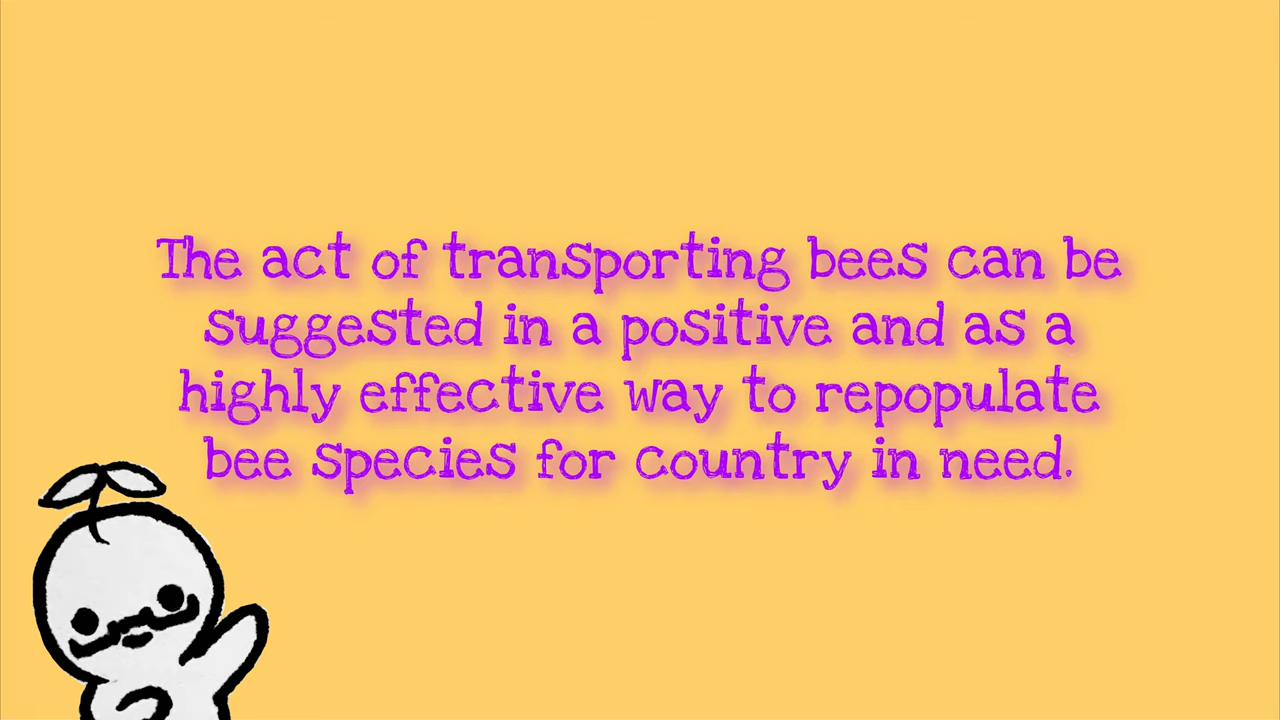 The act of transporting bees can be
suggested in a positive and as a
highly effective way to repopulate
bee species for country in need.